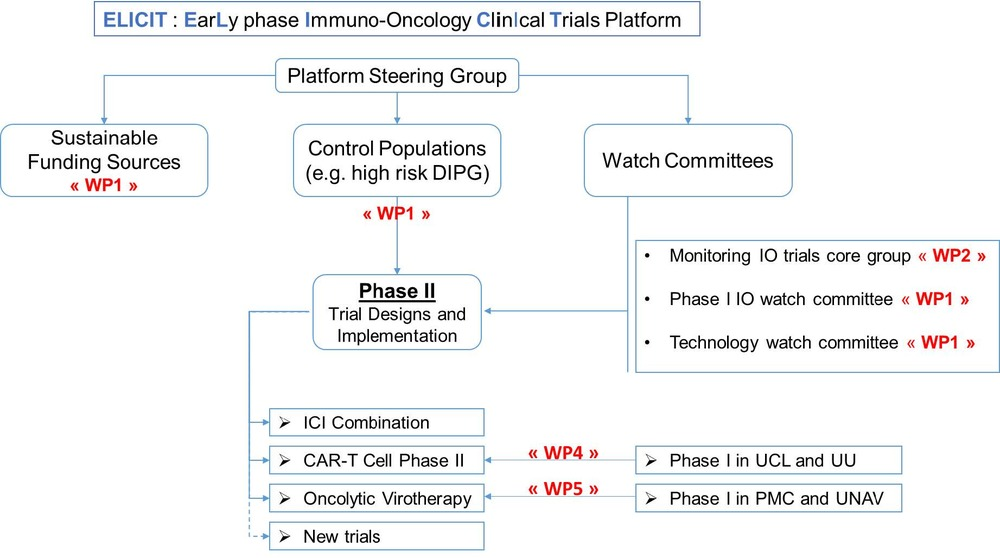 ELICIT : EarLy phase Immuno-Oncology ClinIcal Trials Platform
Platform Steering Group
Sustainable
Funding Sources
« WP1 »
Control Populations
(e.g. high risk DIPG)
Watch Committees
« WP1 »
• Monitoring IO trials core group « WP2 »
• Phase I IO watch committee « WP1 »
• Technology watch committee « WP1 »
Phase II
Trial Designs and
Implementation
➢ ICI Combination
➢ CAR-T Cell Phase II
« WP4 »
➢ Phase I in UCL and UU
➢ Oncolytic Virotherapy
« WP5 »
➢ Phase I in PMC and UNAV
➢ New trials